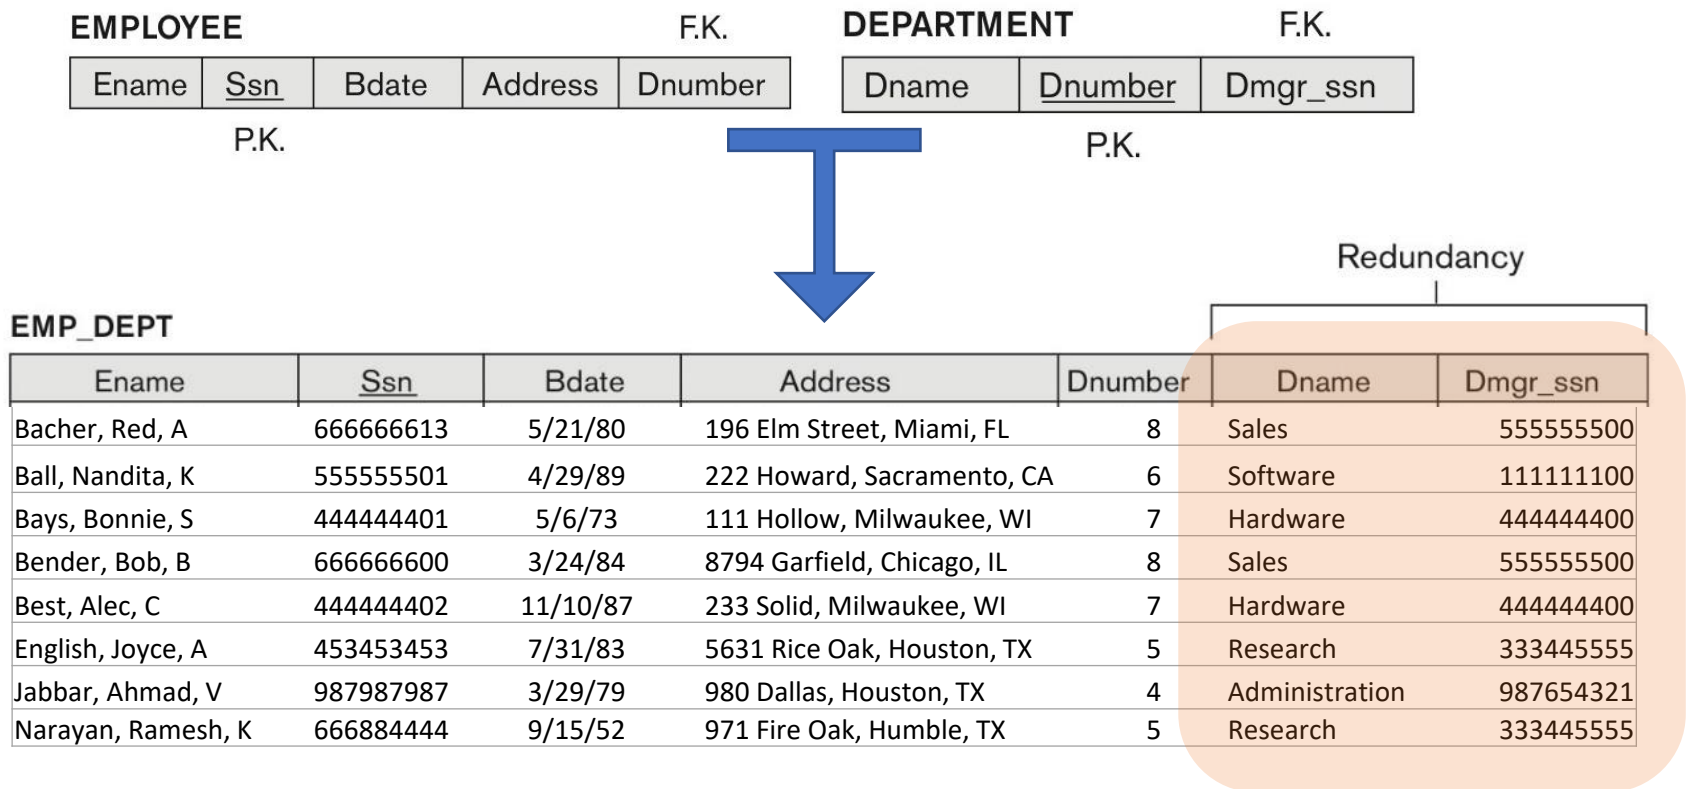 EMPLOYEE F.K.
Ename Ssn Bdate Address Dnumber
P.K.
DEPARTMENT F.K.
Dname Dnumber Dmgr_ssn
P.K.
Redundancy
EMP_DEPT
Ename Ssn Bdate Address Dnumber Dname Dmgr_ssn
Bacher, Red, A 666666613 5/21/80 196 Elm Street, Miami, FL 8 Sales 555555500
Ball, Nandita, K 555555501 4/29/89 222 Howard, Sacramento, CA 6 Software 111111100
Bays, Bonnie, S 444444401 5/6/73 111 Hollow, Milwaukee, WI 7 Hardware 444444400
Bender, Bob, B 666666600 3/24/84 8794 Garfield, Chicago, IL 8 Sales 555555500
Best, Alec, C 444444402 11/10/87 233 Solid, Milwaukee, WI 7 Hardware 444444400
English, Joyce, A 453453453 7/31/83 5631 Rice Oak, Houston, TX 5 Research 333445555
Jabbar, Ahmad, V 987987987 3/29/79 980 Dallas, Houston, TX 4 Administration 987654321
Narayan, Ramesh, K 666884444 9/15/52 971 Fire Oak, Humble, TX 5 Research 333445555